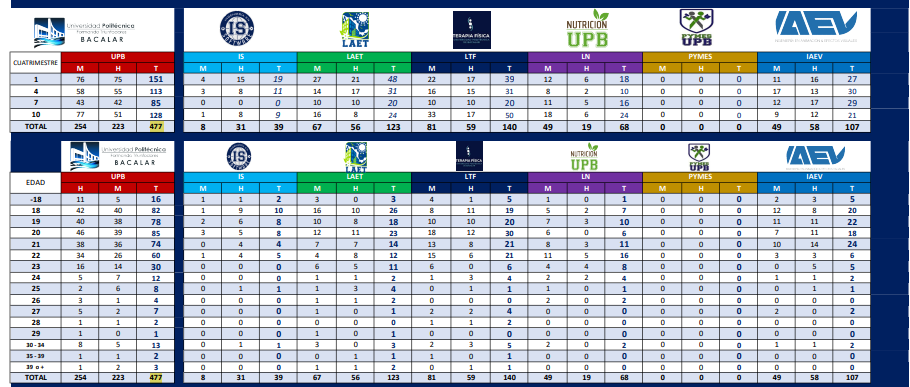 Universidad Politécnica
BACALAR
IS
LAET
TERAPIA FÍSICA
NUTRICIÓN
UPB
PYMES
UPB
IAEV
CUATRIMESTRE UPB IS LAET LTF LN PYMES IAEV
M H T M H T M H T M H T M H T M H T M H T
1 76 75 151 4 15 19 27 21 48 22 17 39 12 6 18 0 0 0 11 16 27
4 58 55 113 3 8 11 14 17 31 16 15 31 8 2 10 0 0 0 17 13 30
7 43 42 85 0 0 0 10 10 20 10 10 20 11 5 16 0 0 0 12 17 29
10 77 51 128 1 8 9 16 8 24 33 17 50 18 6 24 0 0 0 9 12 21
TOTAL 254 223 477 8 31 39 67 56 123 81 59 140 49 19 68 0 0 0 49 58 107
Universidad Politécnica
BACALAR
IS
LAET
TERAPIA FÍSICA
NUTRICIÓN
UPB
PYMES
UPB
IAEV
EDAD UPB IS LAET LTF LN PYMES IAEV
H M T M H T M H T M H T M H T M H T M H T
-18 11 5 16 1 1 2 3 0 3 4 1 5 1 0 1 0 0 0 2 3 5
18 42 40 82 1 9 10 16 10 26 8 11 19 5 2 7 0 0 0 12 8 20
19 40 38 78 2 6 8 8 10 18 10 10 20 7 3 10 0 0 0 11 11 22
20 46 39 85 3 5 8 12 11 23 18 12 30 6 0 6 0 0 0 7 11 18
21 38 36 74 0 4 4 7 7 14 13 8 21 8 3 11 0 0 0 10 14 24
22 34 26 60 1 4 5 4 8 12 15 6 21 11 5 16 0 0 0 3 3 6
23 16 14 30 0 0 0 6 5 11 6 0 6 4 4 8 0 0 0 0 5 5
24 5 7 12 0 0 0 1 1 2 1 3 4 2 2 4 0 0 0 1 1 2
25 2 6 8 0 1 1 1 3 4 1 0 1 1 0 1 0 0 0 0 1 1
26 3 1 4 0 0 0 1 1 2 0 0 0 2 0 2 0 0 0 0 0 0
27 5 2 7 0 0 0 1 0 1 2 2 4 0 0 0 0 0 0 2 0 2
28 1 1 2 0 0 0 0 0 0 1 1 2 0 0 0 0 0 0 0 0 0
29 1 0 1 0 0 0 1 0 1 0 0 0 0 0 0 0 0 0 0 0 0
30 - 34 8 5 13 0 1 1 3 0 3 2 3 5 2 0 2 0 0 0 1 1 2
35 - 39 1 1 2 0 0 0 0 1 1 0 1 1 0 0 0 0 0 0 0 0 0
39 o + 1 2 3 0 0 0 1 1 2 0 1 1 0 0 0 0 0 0 0 0 0
TOTAL 254 223 477 8 31 39 67 56 123 81 59 140 49 19 68 0 0 0 49 58 107